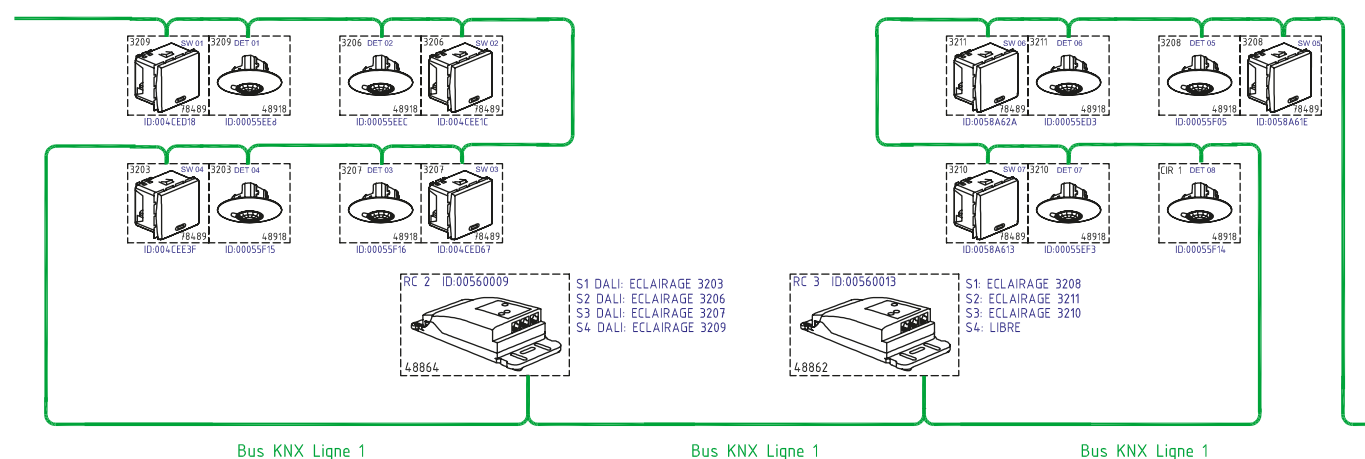 3209 SW 01 3209 DET 01 3206 DET 02 3206 SW 02
78489 48918 48918 78489
ID:004CED18 ID:00055EEd ID:00055EEC ID:004CEE1C
3211 SW 06 3211 DET 06 3208 DET 05 3208 SW 05
78489 48918 48918 78489
ID:0058A62A ID:00055ED3 ID:00055F05 ID:0058A61E
3203 SW 04 3203 DET 04 3207 DET 03 3207 SW 03
78489 48918 48918 78489
ID:004CEE3F ID:00055F15 ID:00055F16 ID:004CED67
3210 SW 07 3210 DET 07 CIR 1 DET 08
78489 48918 48918
ID:0058A613 ID:00055EF3 ID:00055F14
RC 2 ID:00560009
48864
S1 DALI: ECLAIRAGE 3203
S2 DALI: ECLAIRAGE 3206
S3 DALI: ECLAIRAGE 3207
S4 DALI: ECLAIRAGE 3209
RC 3 ID:00560013
48862
S1: ECLAIRAGE 3208
S2: ECLAIRAGE 3211
S3: ECLAIRAGE 3210
S4: LIBRE
Bus KNX Ligne 1 Bus KNX Ligne 1 Bus KNX Ligne 1